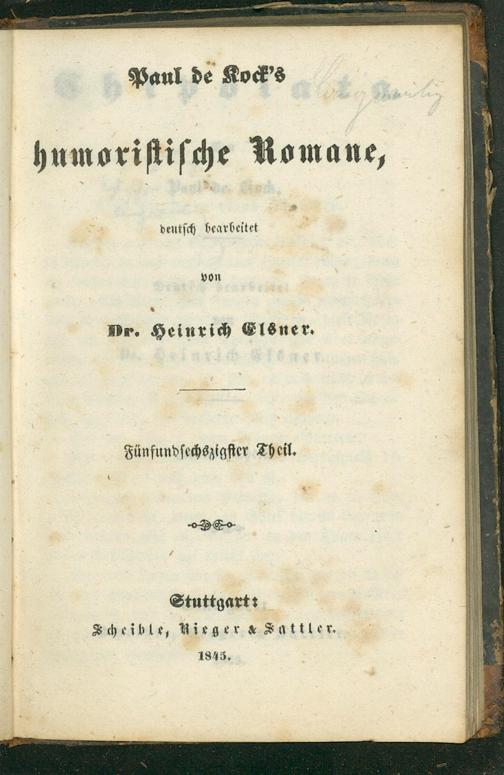 Paul de Kock's
humoristische Romane,
deutsch bearbeitet
von
Dr. Heinrich Elsner.
Fünfundsechszigster Theil.
Stuttgart:
Scheible, Rieger & Sattler.
1845.